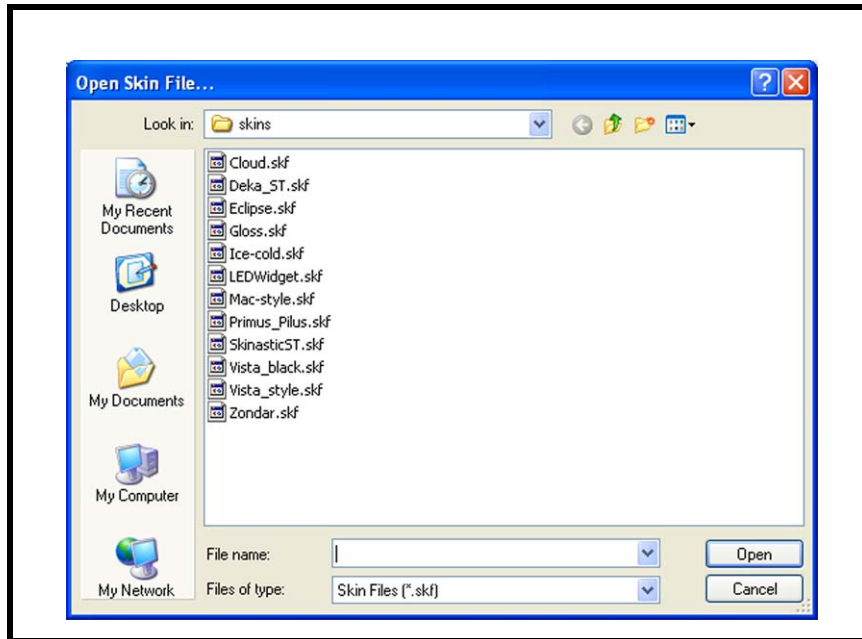 Open Skin File...
Look in: skins
My Recent
Documents
Desktop
My Documents
My Computer
My Network
Cloud.skf
Deka_ST.skf
Eclipse.skf
Gloss.skf
Ice-cold.skf
LEDWidget.skf
Mac-style.skf
Primus_Pilus.skf
SkinasticST.skf
Vista_black.skf
Vista_style.skf
Zondar.skf
File name: Open
Files of type: Skin Files (*.skf) Cancel